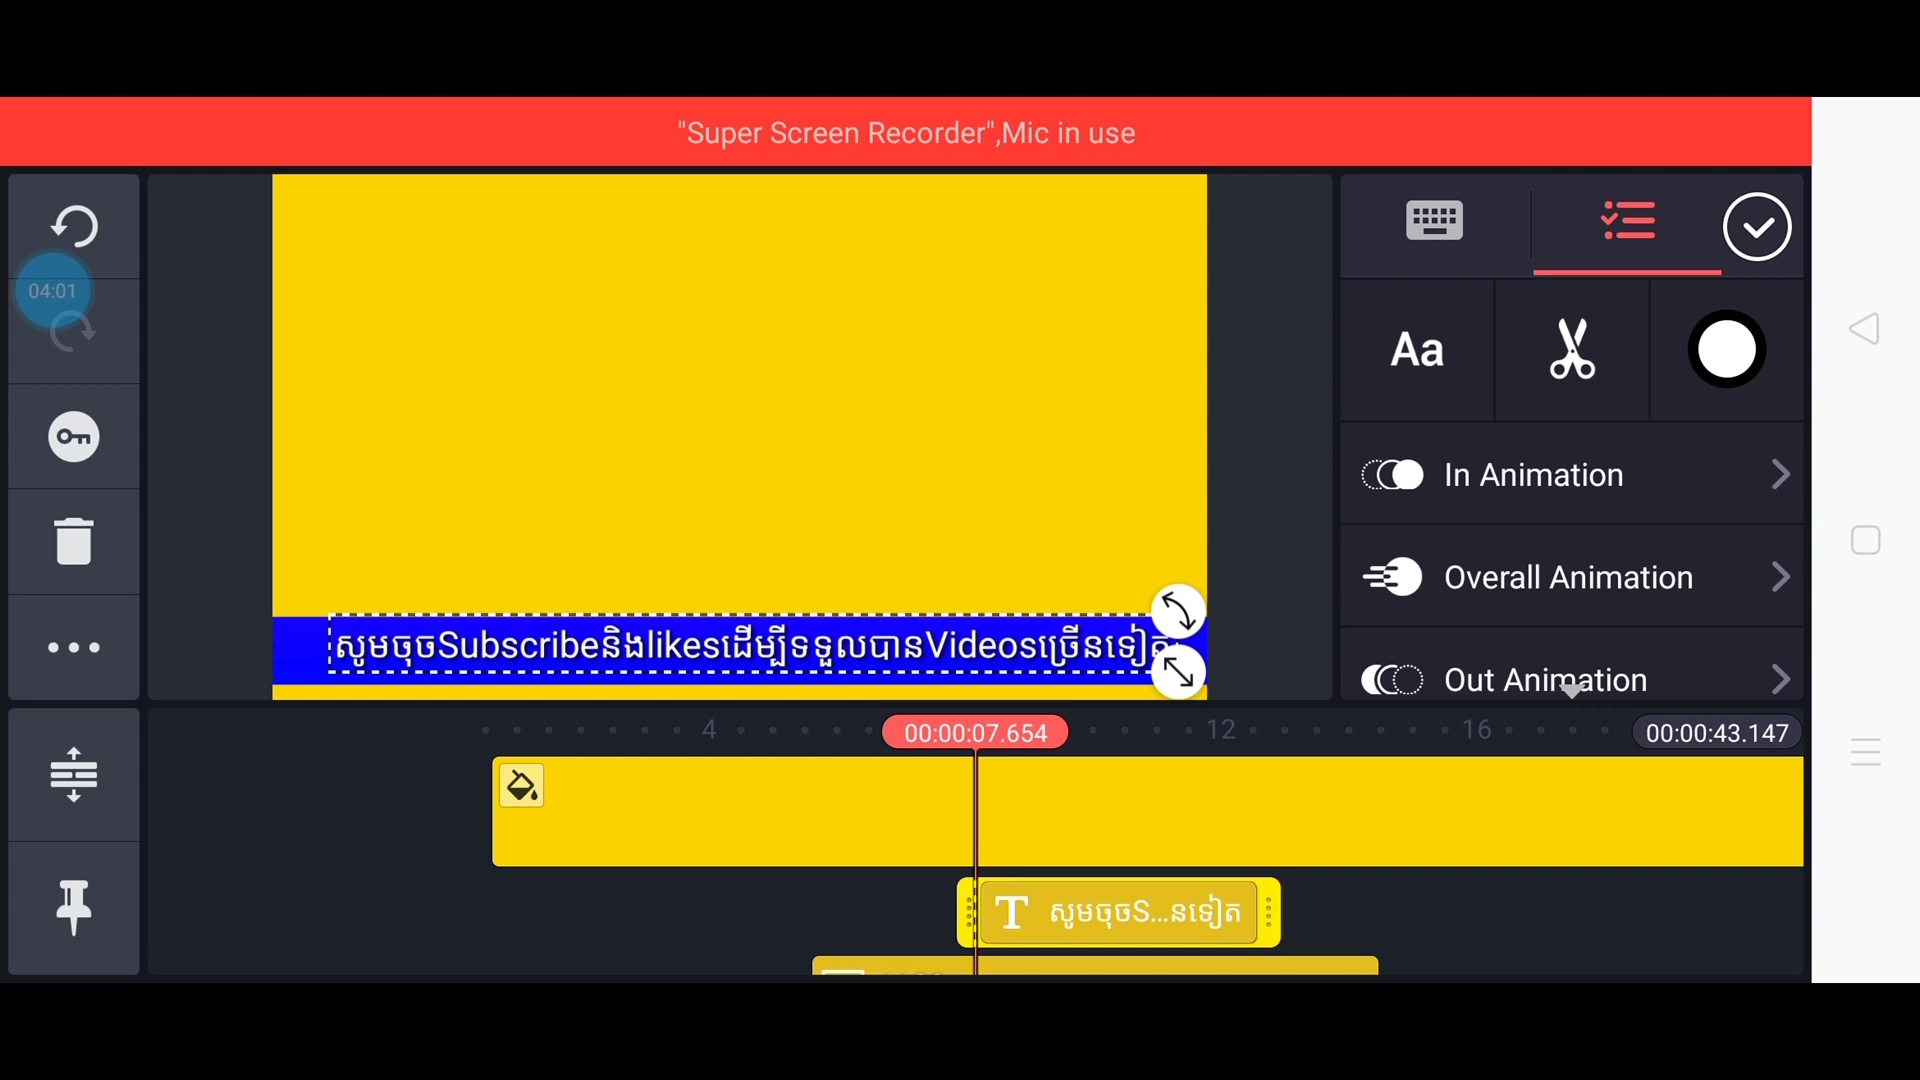 "Super Screen Recorder",Mic in use
04:01
Aa
In Animation
Overall Animation
Out Animation
សូមចុចSubscribeនិងlikesដើម្បីទទួលបានVideosច្រើនទៀត
4
00:00:07.654
12
16
00:00:43.147
T សូមចុចS...នទៀត